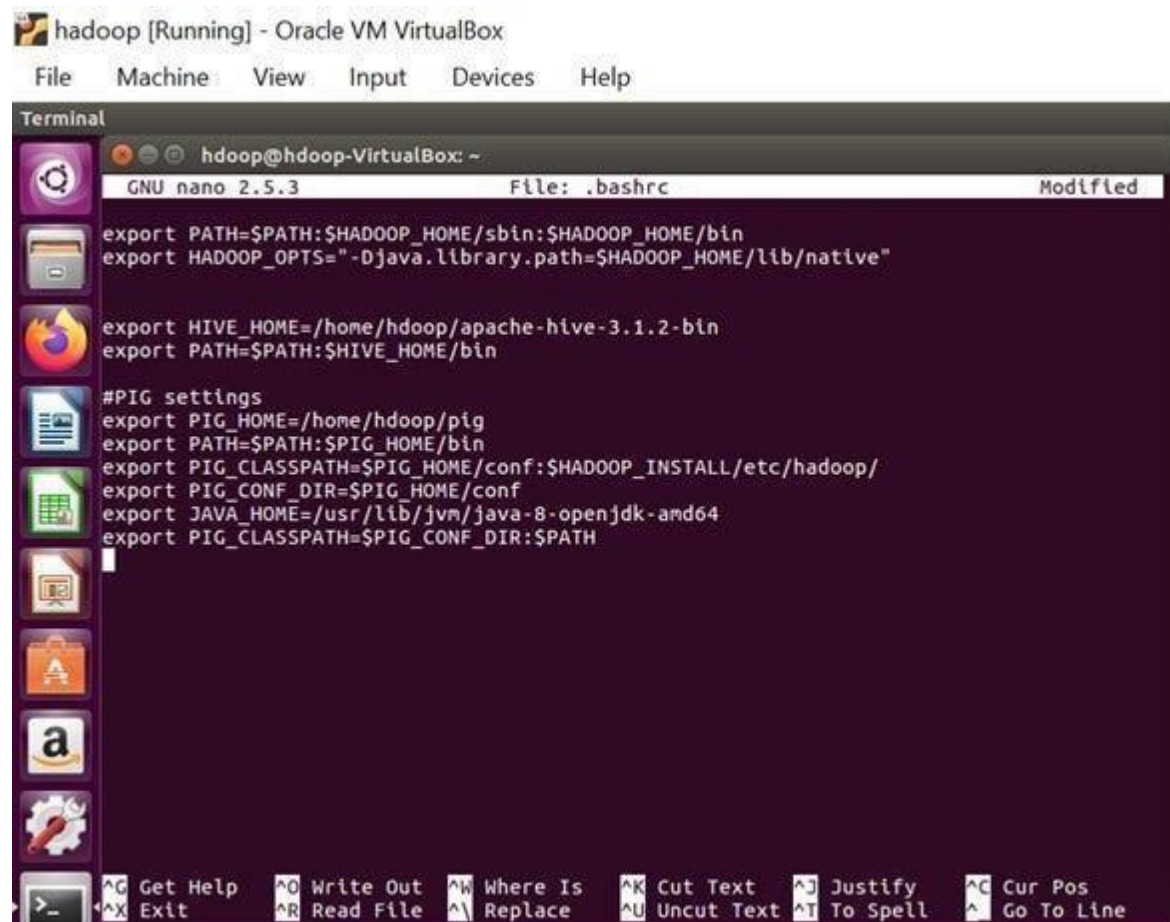 hadoop [Running] - Oracle VM VirtualBox
File Machine View Input Devices Help
Terminal
hdoop@hdoop-VirtualBox: ~
GNU nano 2.5.3 File: .bashrc Modified
export PATH=$PATH:$HADOOP_HOME/sbin:$HADOOP_HOME/bin
export HADOOP_OPTS="-Djava.library.path=$HADOOP_HOME/lib/native"
export HIVE_HOME=/home/hdoop/apache-hive-3.1.2-bin
export PATH=$PATH:$HIVE_HOME/bin
#PIG settings
export PIG_HOME=/home/hdoop/pig
export PATH=$PATH:$PIG_HOME/bin
export PIG_CLASSPATH=$PIG_HOME/conf:$HADOOP_INSTALL/etc/hadoop/
export PIG_CONF_DIR=$PIG_HOME/conf
export JAVA_HOME=/usr/lib/jvm/java-8-openjdk-amd64
export PIG_CLASSPATH=$PIG_CONF_DIR:$PATH
^G Get Help ^O Write Out ^W Where Is ^K Cut Text ^J Justify ^C Cur Pos
^X Exit ^R Read File ^\ Replace ^U Uncut Text ^T To Spell ^_ Go To Line